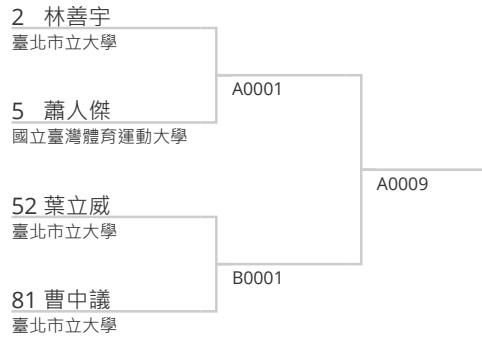 2 林善宇
臺北市立大學
A0001
5 蕭人傑
國立臺灣體育運動大學
A0009
52 葉立威
臺北市立大學
B0001
81 曹中議
臺北市立大學